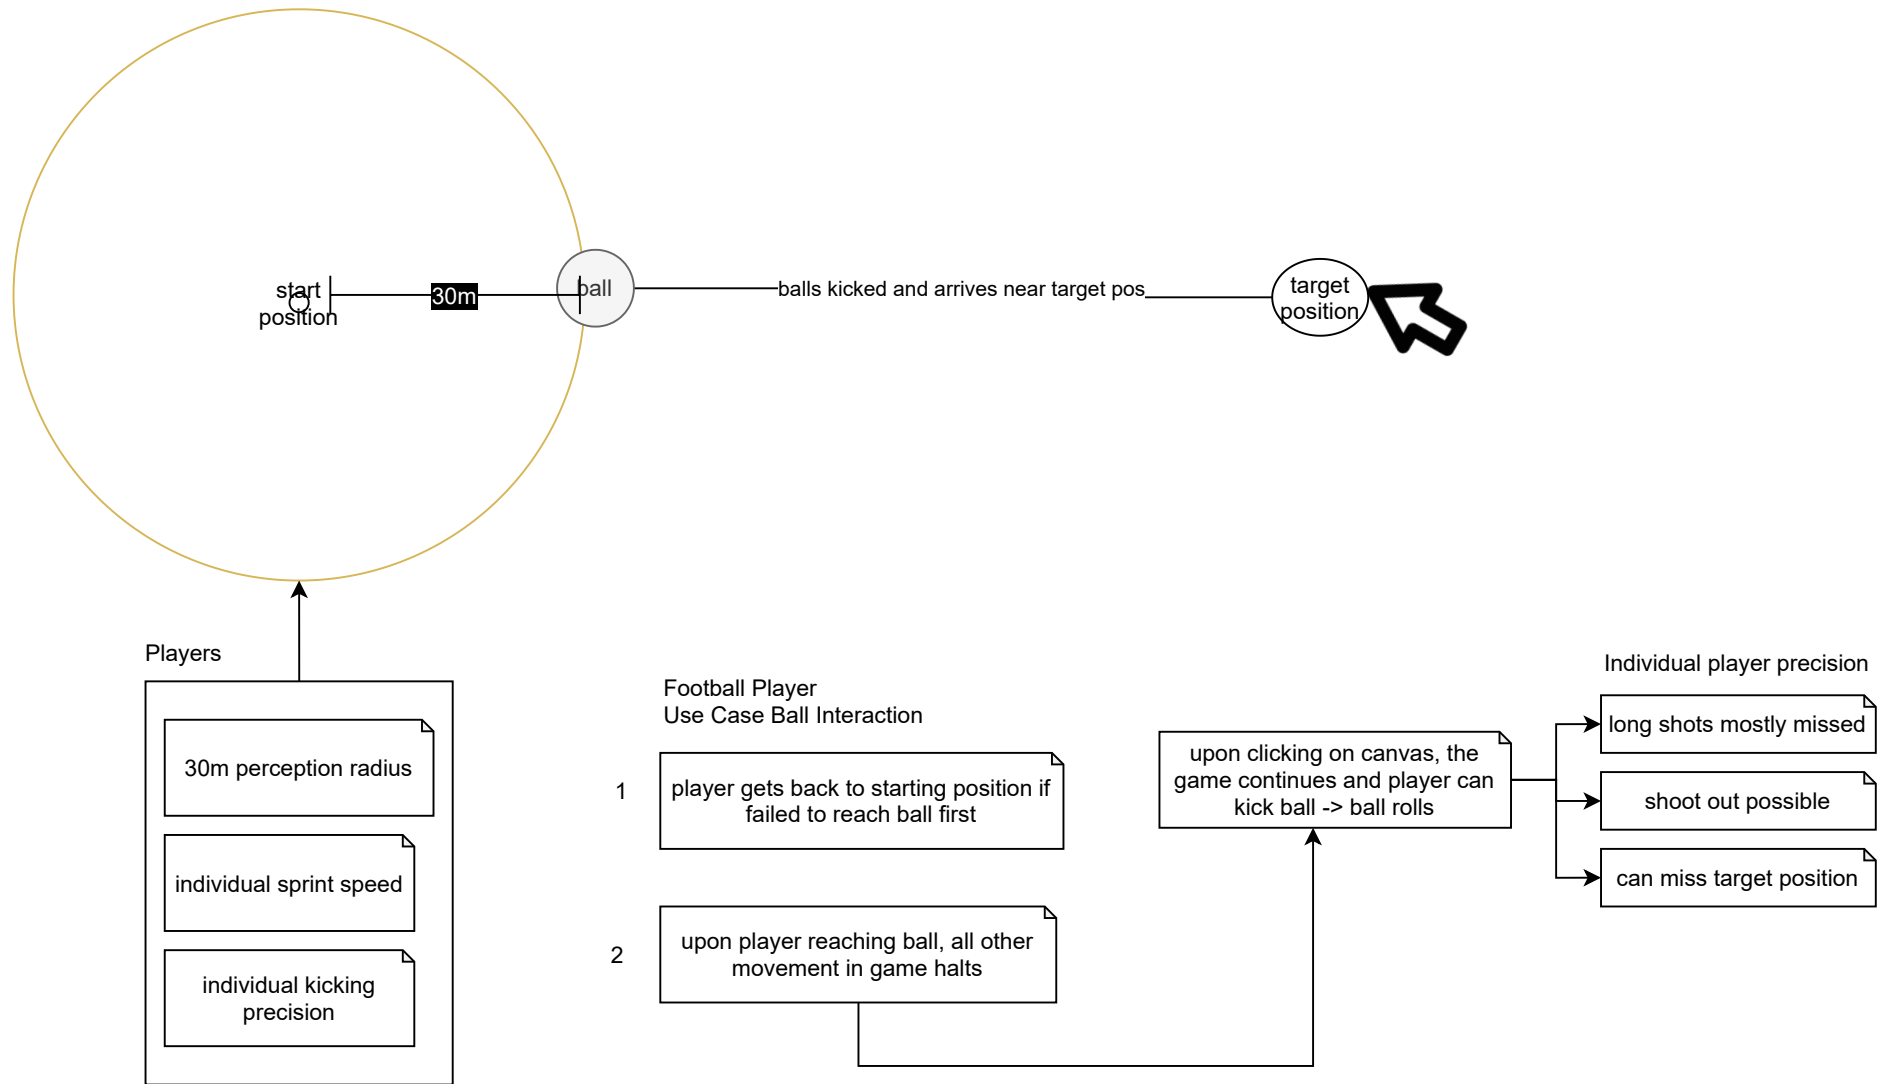 start
position
30m
ball
balls kicked and arrives near target pos
target
position
Players
30m perception radius
individual sprint speed
individual kicking
precision
Football Player
Use Case Ball Interaction
1
player gets back to starting position if
failed to reach ball first
2
upon player reaching ball, all other
movement in game halts
upon clicking on canvas, the
game continues and player can
kick ball -> ball rolls
Individual player precision
long shots mostly missed
shoot out possible
can miss target position